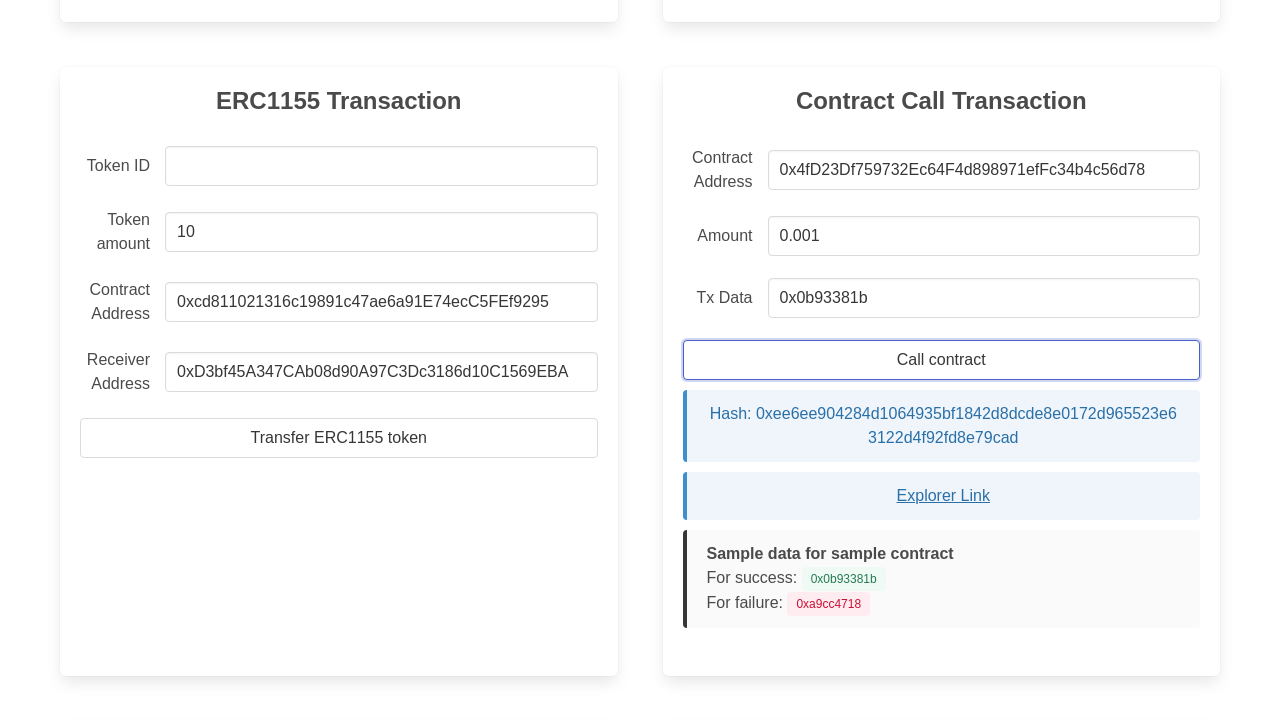 ERC1155 Transaction
Token ID
Token
amount
10
Contract
Address
0xcd811021316c19891c47ae6a91E74ecC5FEf9295
Receiver
Address
0xD3bf45A347CAb08d90A97C3Dc3186d10C1569EBA
Transfer ERC1155 token
Contract Call Transaction
Contract
Address
0x4fD23Df759732Ec64F4d898971efFc34b4c56d78
Amount
0.001
Tx Data
0x0b93381b
Call contract
Hash: 0xee6ee904284d1064935bf1842d8dcde8e0172d965523e6
3122d4f92fd8e79cad
Explorer Link
Sample data for sample contract
For success: 0x0b93381b
For failure: 0xa9cc4718